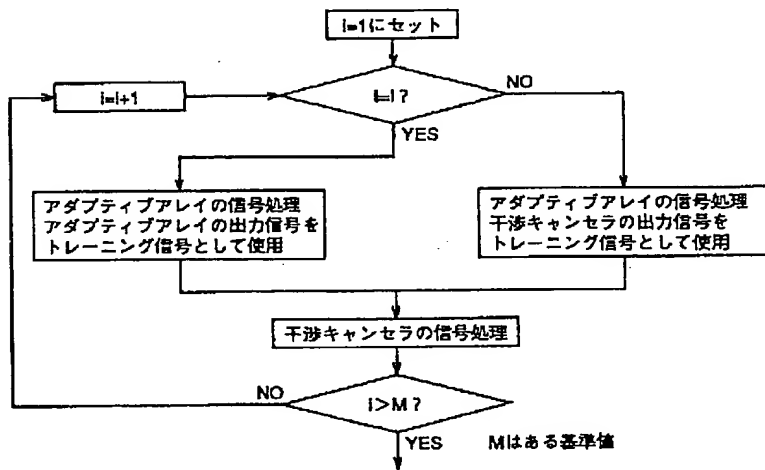 i=1にセット
i=i+1
i=1?
NO
YES
アダプティブアレイの信号処理
アダプティブアレイの出力信号を
トレーニング信号として使用
アダプティブアレイの信号処理
干渉キャンセラの出力信号を
トレーニング信号として使用
干渉キャンセラの信号処理
NO
i＞M?
YES
Mはある基準値